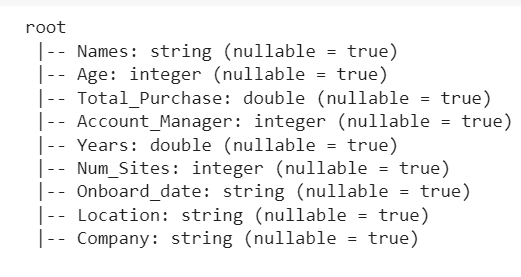 root
 |-- Names: string (nullable = true)
 |-- Age: integer (nullable = true)
 |-- Total_Purchase: double (nullable = true)
 |-- Account_Manager: integer (nullable = true)
 |-- Years: double (nullable = true)
 |-- Num_Sites: integer (nullable = true)
 |-- Onboard_date: string (nullable = true)
 |-- Location: string (nullable = true)
 |-- Company: string (nullable = true)